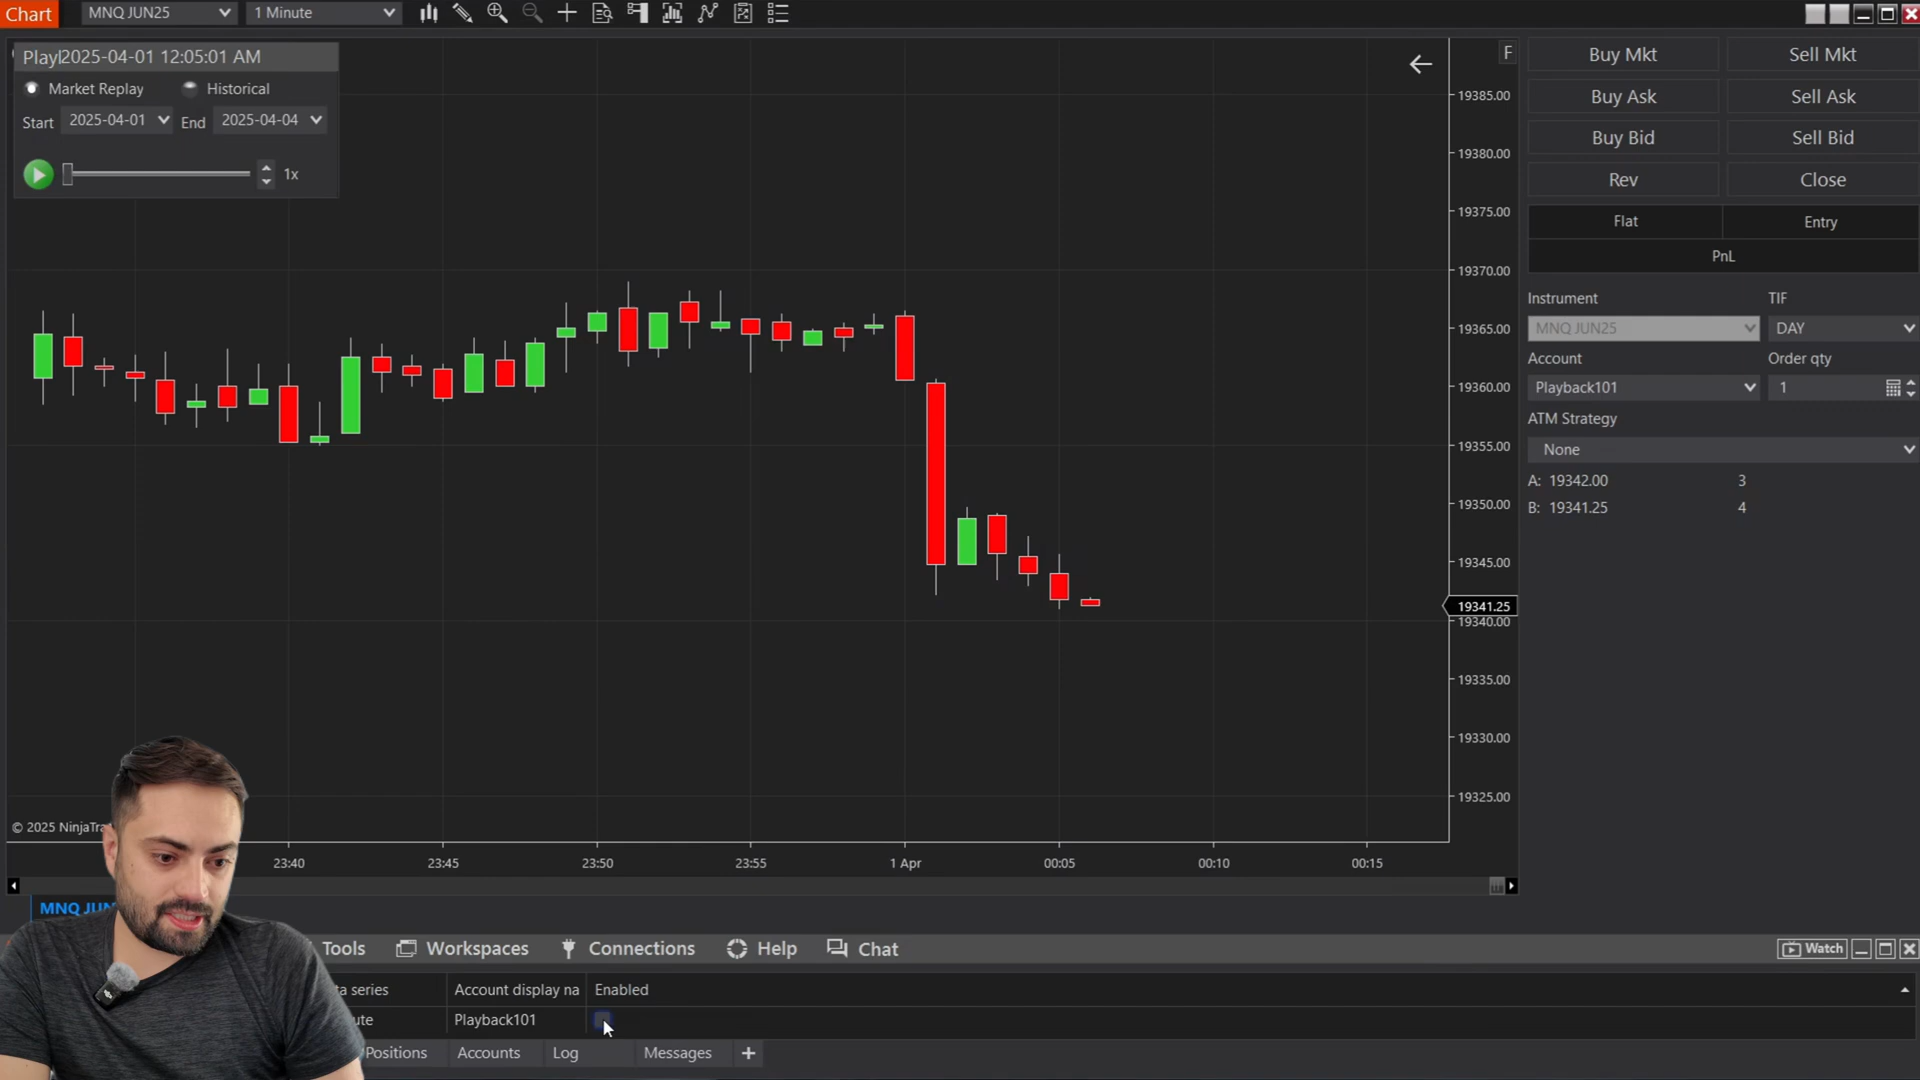 Chart MNQ JUN25 1 Minute
2025-04-01 12:05:01 AM
Market Replay Historical
Start 2025-04-01 End 2025-04-04
1x
F
19385.00
19380.00
19375.00
19370.00
19365.00
19360.00
19355.00
19350.00
19345.00
19341.25
19340.00
19335.00
19330.00
19325.00
23:40 23:45 23:50 23:55 1 Apr 00:05 00:10 00:15
© 2025
MNQ
Buy Mkt Sell Mkt
Buy Ask Sell Ask
Buy Bid Sell Bid
Rev Close
Flat Entry
PnL
Instrument TIF
MNQ JUN25 DAY
Account Order qty
Playback101 1
ATM Strategy
None
A: 19342.00 3
B: 19341.25 4
Tools Workspaces Connections Help Chat Watch
series Account display na Enabled
Playback101
Positions Accounts Log Messages +